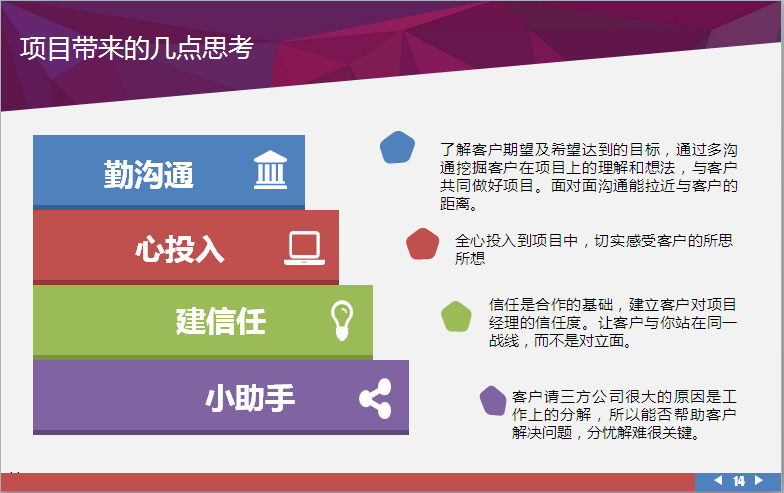 项目带来的几点思考
勤沟通
了解客户期望及希望达到的目标，通过多沟
通挖掘客户在项目上的理解和想法，与客户
共同做好项目。面对面沟通能拉近与客户的
距离。
心投入
全心投入到项目中，切实感受客户的所思
所想
建信任
信任是合作的基础，建立客户对项目
经理的信任度。让客户与你站在同一
战线，而不是对立面。
小助手
客户请三方公司很大的原因是工
作上的分解，所以能否帮助客户
解决问题，分忧解难很关键。
14